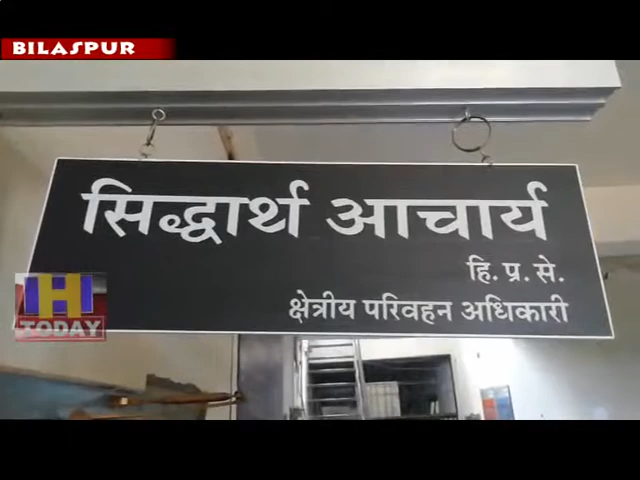 BILASPUR
सिद्धार्थ आचार्य
हि. प्र. से.
क्षेत्रीय परिवहन अधिकारी
H
TODAY